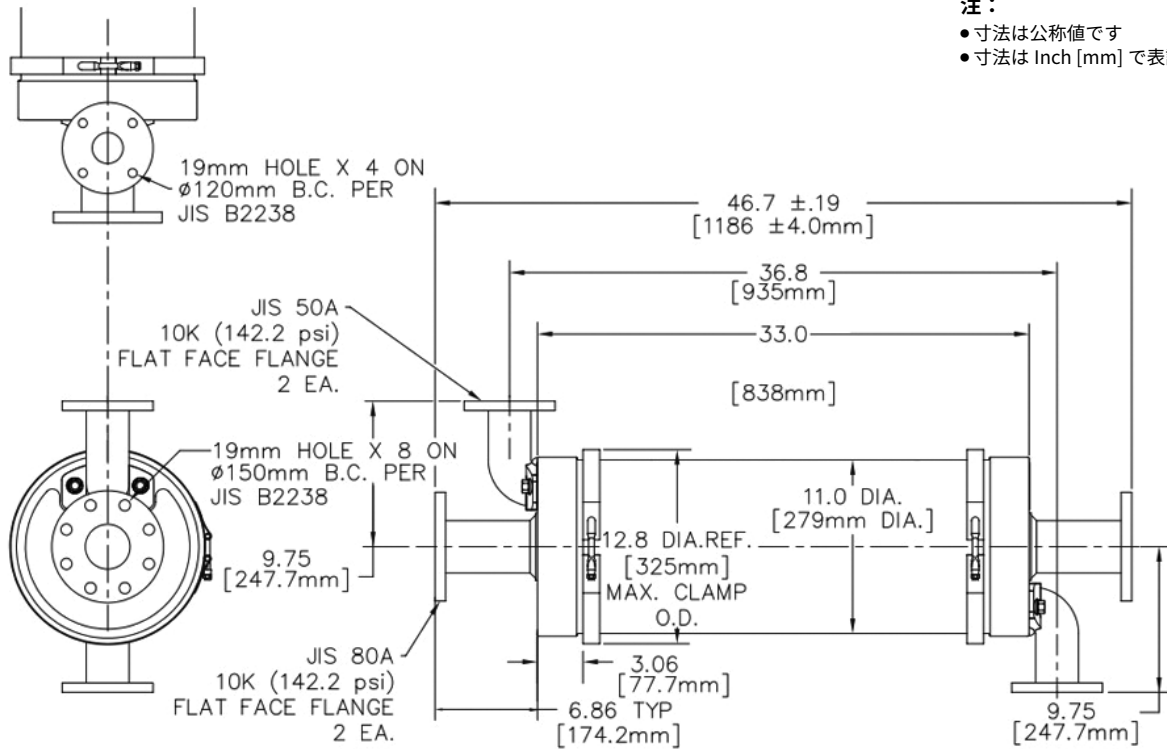 注：
● 寸法は公称値です
● 寸法は Inch [mm] で表
19mm HOLE X 4 ON
ø120mm B.C. PER
JIS B2238
46.7 ±.19
[1186 ±4.0mm]
36.8
[935mm]
33.0
[838mm]
JIS 50A
10K (142.2 psi)
FLAT FACE FLANGE
2 EA.
19mm HOLE X 8 ON
ø150mm B.C. PER
JIS B2238
9.75
[247.7mm]
11.0 DIA.
[279mm DIA.]
12.8 DIA.REF.
[325mm]
MAX. CLAMP
O.D.
JIS 80A
10K (142.2 psi)
FLAT FACE FLANGE
2 EA.
3.06
[77.7mm]
6.86 TYP
[174.2mm]
9.75
[247.7mm]